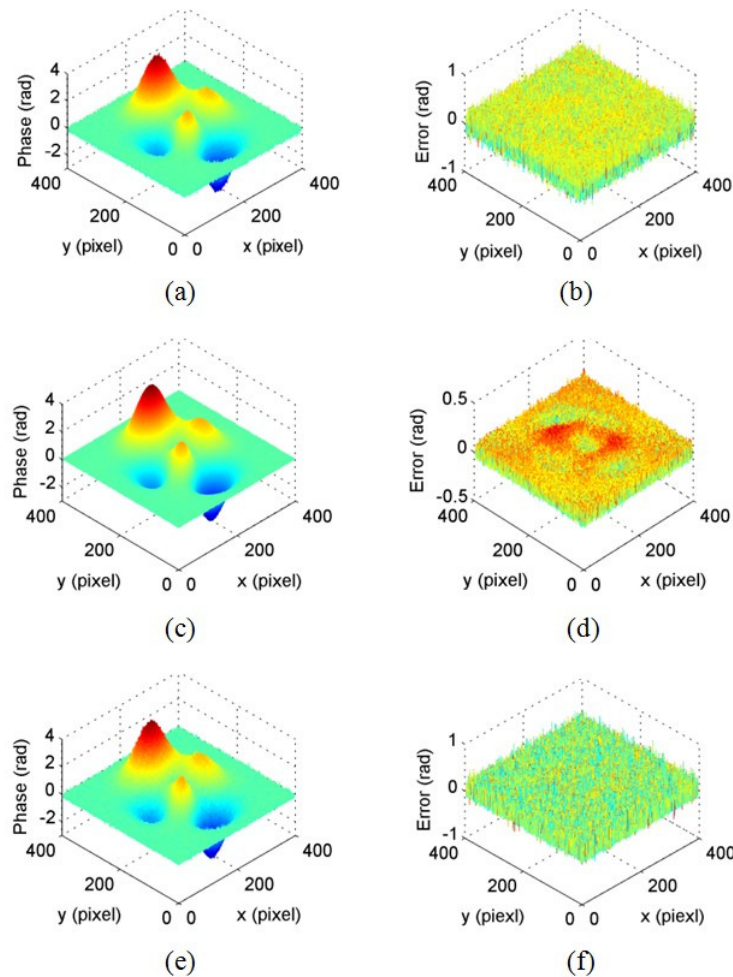 Phase (rad)
4
2
0
-2
400
200
0 0
200
400
y (pixel)
x (pixel)
(a)
Error (rad)
1
0
-1
400
200
0 0
200
400
y (pixel)
x (pixel)
(b)
Phase (rad)
4
2
0
-2
400
200
0 0
200
400
y (pixel)
x (pixel)
(c)
Error (rad)
0.5
0
-0.5
400
200
0 0
200
400
y (pixel)
x (pixel)
(d)
Phase (rad)
4
2
0
-2
400
200
0 0
200
400
y (pixel)
x (pixel)
(e)
Error (rad)
1
0
-1
400
200
0 0
200
400
y (piexl)
x (piexl)
(f)